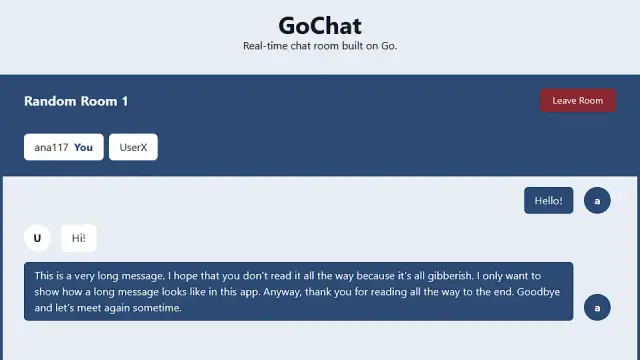 GoChat
Real-time chat room built on Go.
Random Room 1
Leave Room
ana117 You
UserX
Hello!
a
U
Hi!
This is a very long message. I hope that you don't read it all the way because it's all gibberish. I only want to
show how a long message looks like in this app. Anyway, thank you for reading all the way to the end. Goodbye
and let's meet again sometime.
a